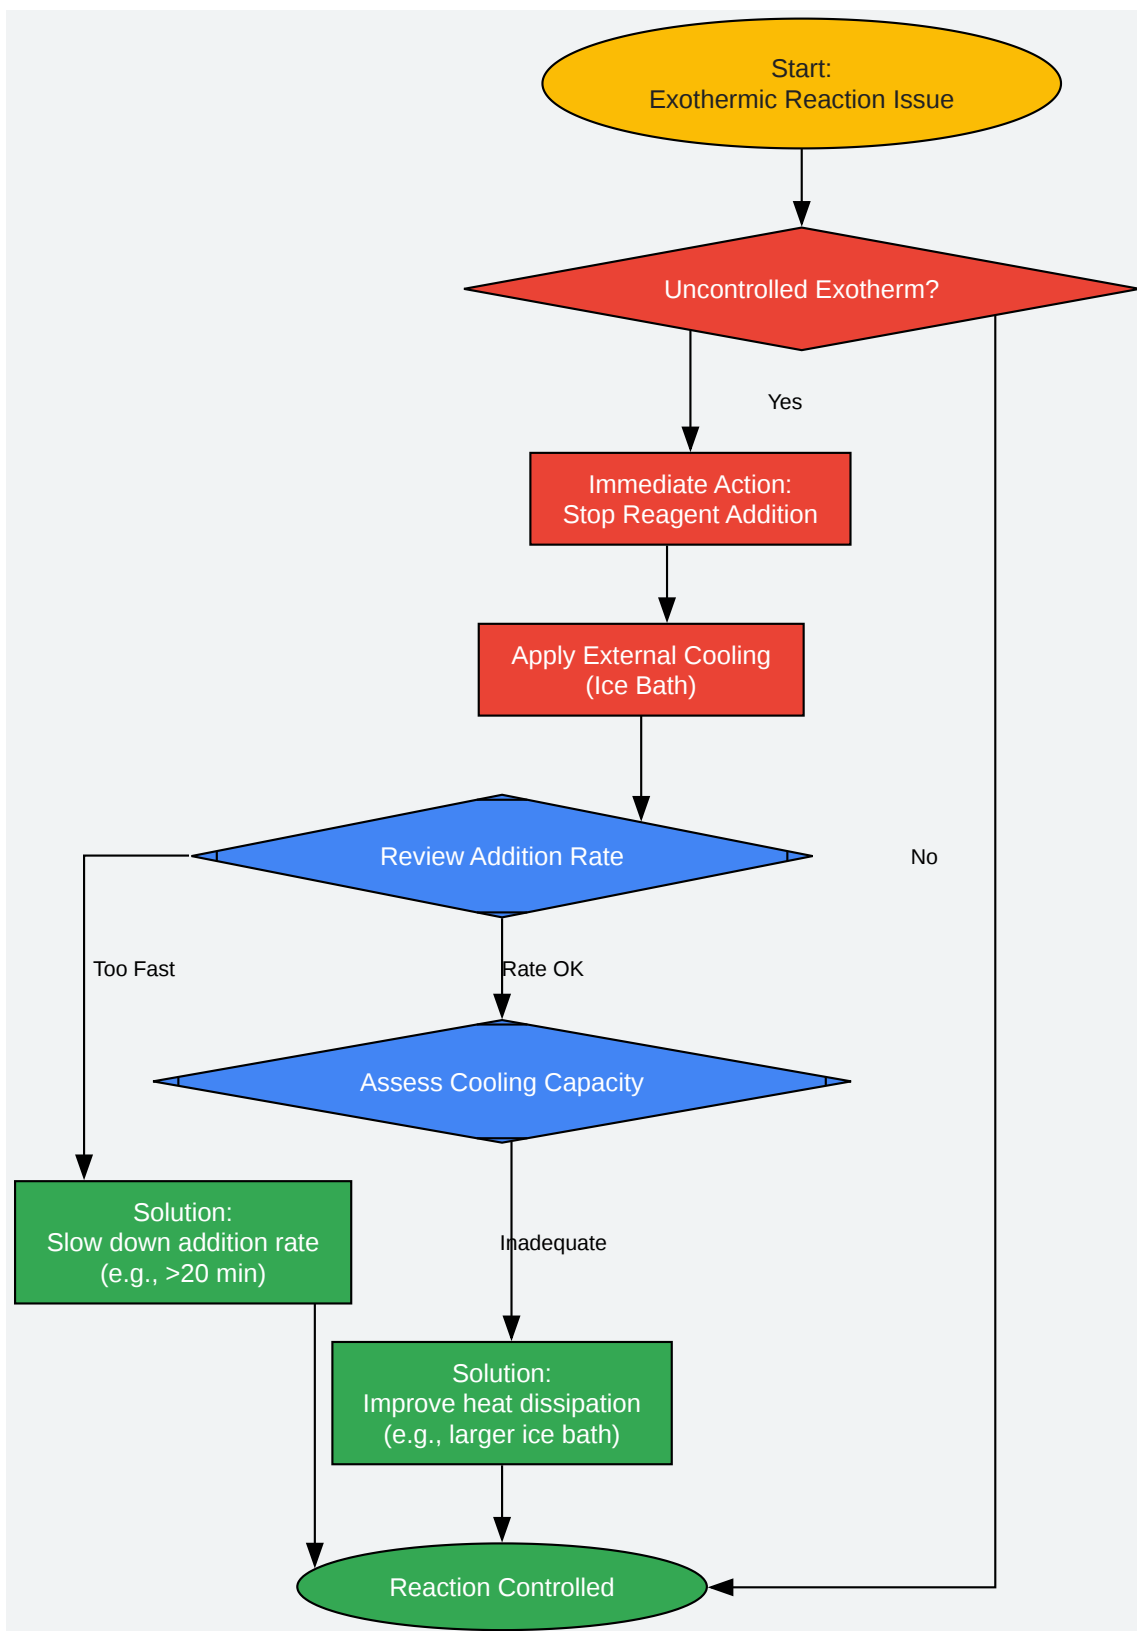 Start:
Exothermic Reaction Issue
Uncontrolled Exotherm?
Yes
Immediate Action:
Stop Reagent Addition
Apply External Cooling
(Ice Bath)
Review Addition Rate
No
Too Fast
Rate OK
Assess Cooling Capacity
Solution:
Slow down addition rate
(e.g., >20 min)
Inadequate
Solution:
Improve heat dissipation
(e.g., larger ice bath)
Reaction Controlled